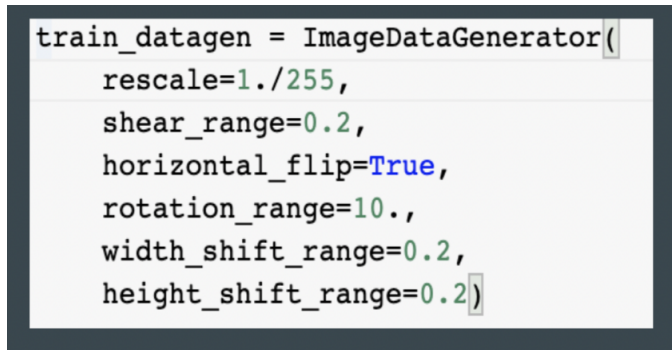 train_datagen = ImageDataGenerator(
    rescale=1./255,
    shear_range=0.2,
    horizontal_flip=True,
    rotation_range=10.,
    width_shift_range=0.2,
    height_shift_range=0.2)